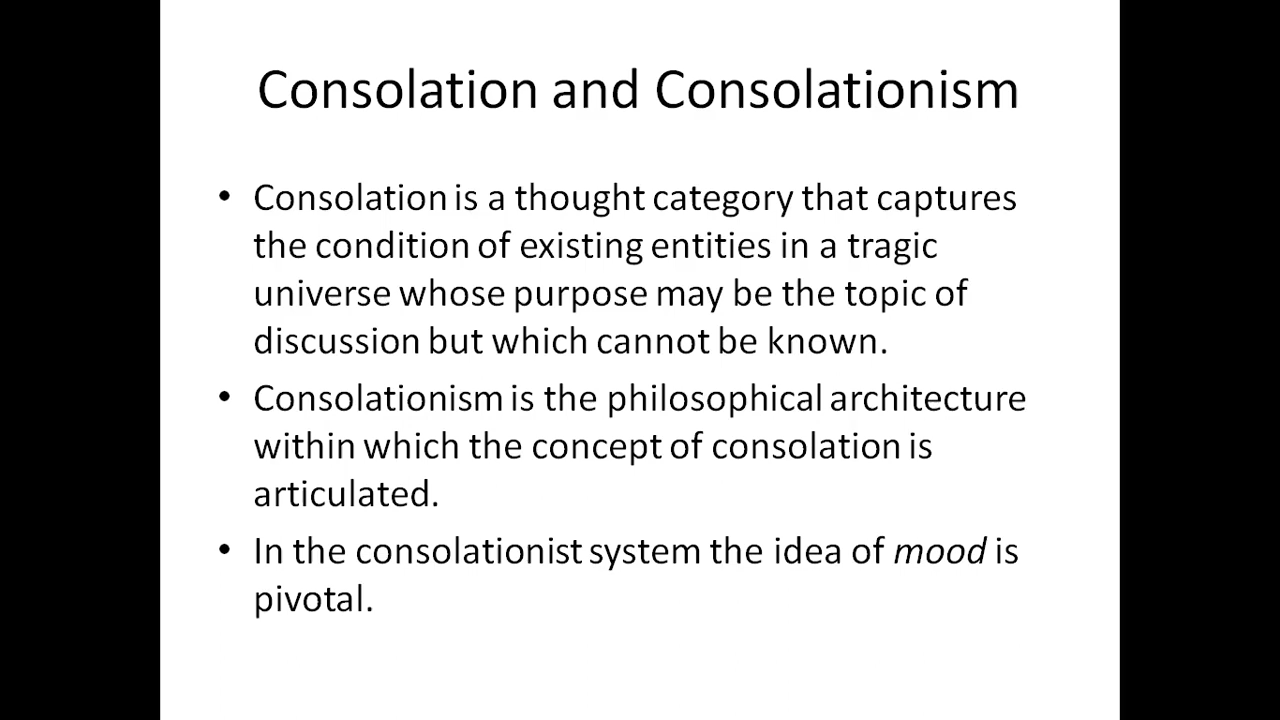 Consolation and Consolationism
• Consolation is a thought category that captures
the condition of existing entities in a tragic
universe whose purpose may be the topic of
discussion but which cannot be known.
• Consolationism is the philosophical architecture
within which the concept of consolation is
articulated.
• In the consolationist system the idea of mood is
pivotal.